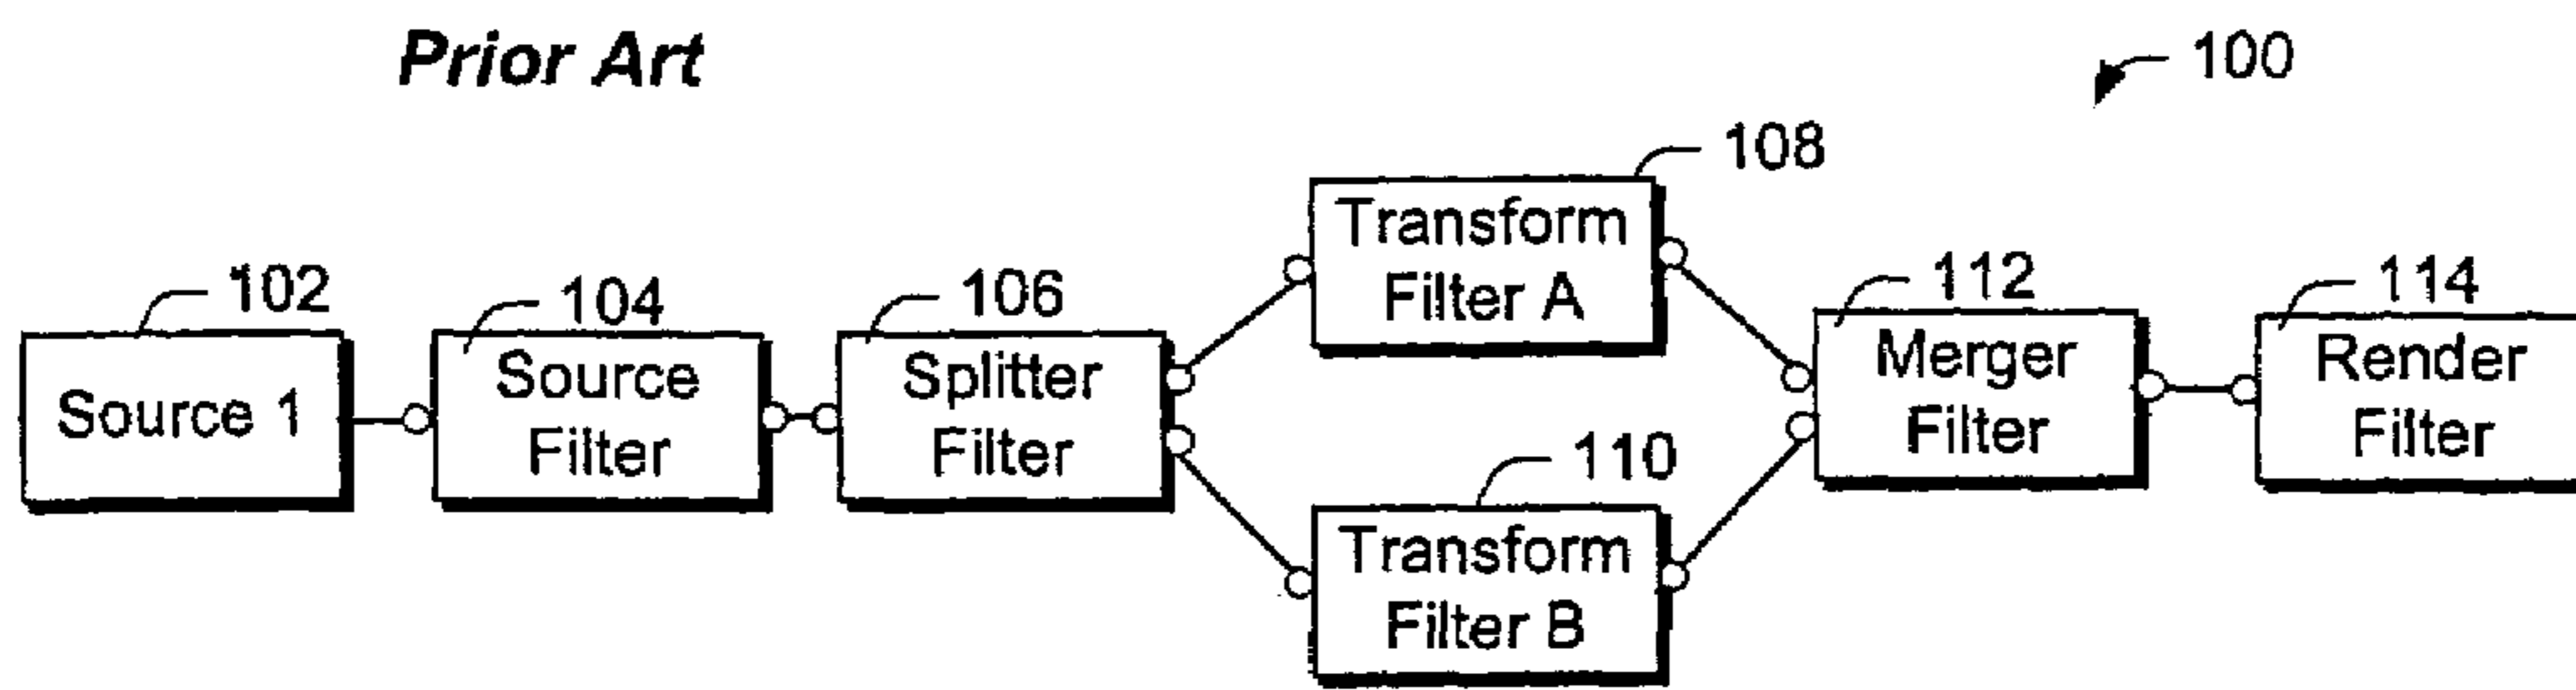 Prior Art
100
102
Source 1
104
Source
Filter
106
Splitter
Filter
108
Transform
Filter A
110
Transform
Filter B
112
Merger
Filter
114
Render
Filter